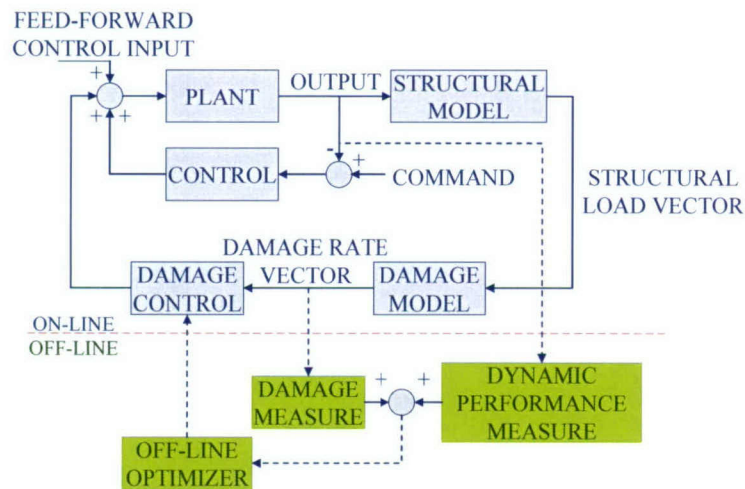 FEED-FORWARD
CONTROL INPUT
+
+ +
PLANT
OUTPUT
STRUCTURAL
MODEL
- +
CONTROL
COMMAND
STRUCTURAL
LOAD VECTOR
DAMAGE RATE
VECTOR
DAMAGE
CONTROL
DAMAGE
MODEL
ON-LINE
OFF-LINE
DAMAGE
MEASURE
+ +
DYNAMIC
PERFORMANCE
MEASURE
OFF-LINE
OPTIMIZER